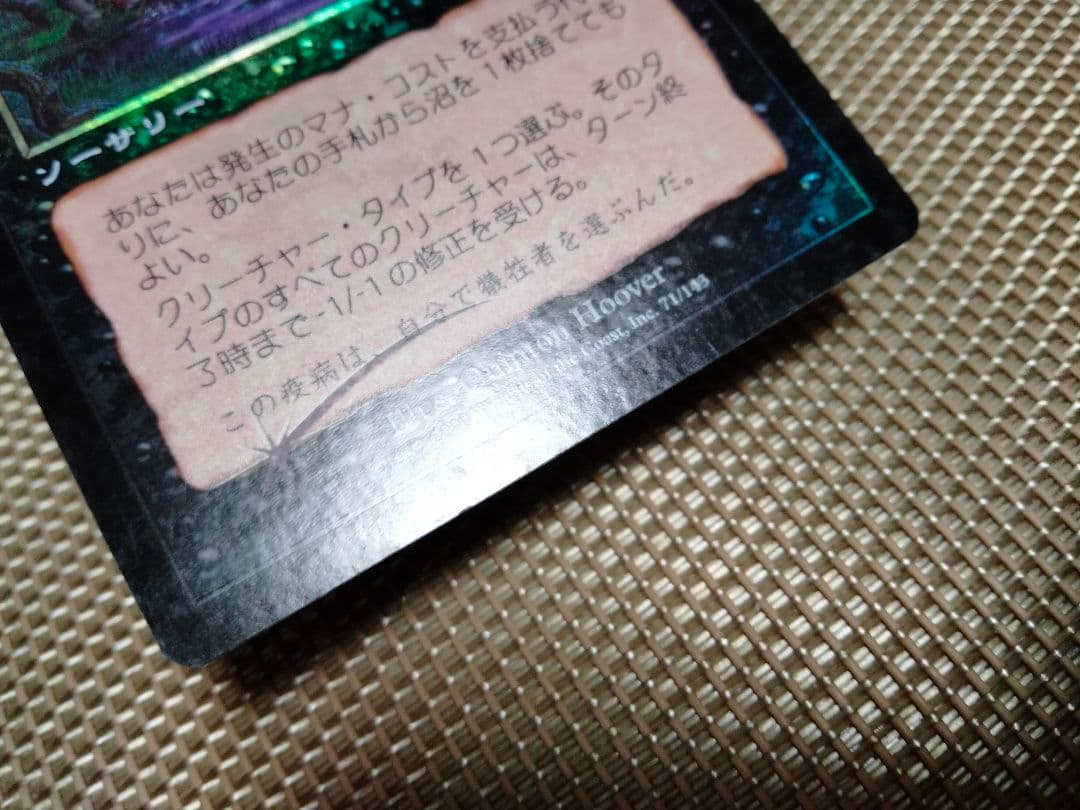 ソーサリー
あなたは発生のマナ・コストを支払う代
りに、あなたの手札から沼を1枚捨てても
よい。
クリーチャー・タイプを1つ選ぶ。そのタ
イプのすべてのクリーチャーは、ターン終
了時まで-1/-1の修正を受ける。
この疫病は、自分で犠牲者を選ぶんだ。
Hoover
Coast, Inc. 71/143